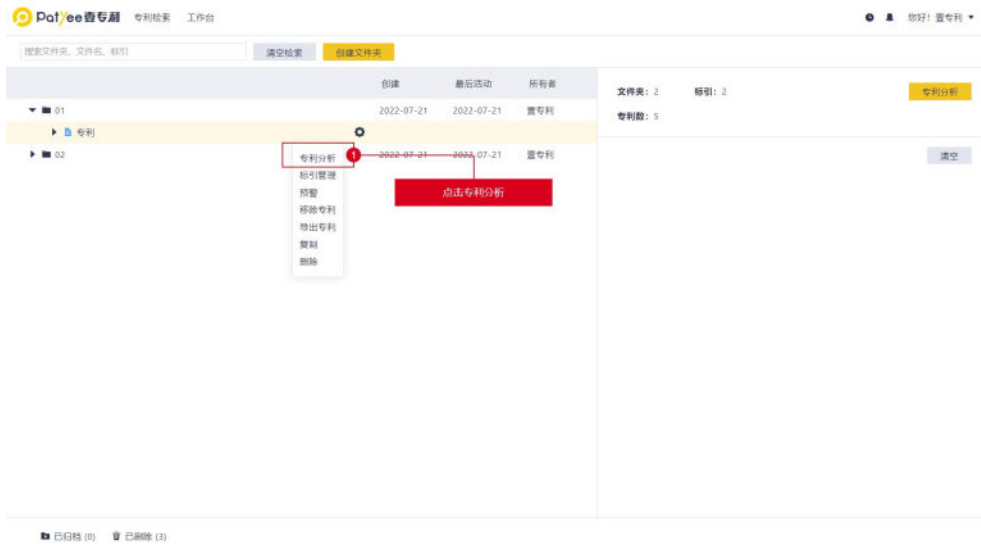 Patyee壹专利 专利检索 工作台 您好！壹专利
搜索文件夹、文件名、标引 清空检索 创建文件夹
创建 最后活动 所有者
文件夹：2 标引：2 专利分析
01 2022-07-21 2022-07-21 壹专利
专利数：5
专利
02 2022-07-21 2022-07-21 壹专利
清空
专利分析 1
标引管理
点击专利分析
预警
移除专利
导出专利
复制
删除
已归档 (0) 已删除 (3)